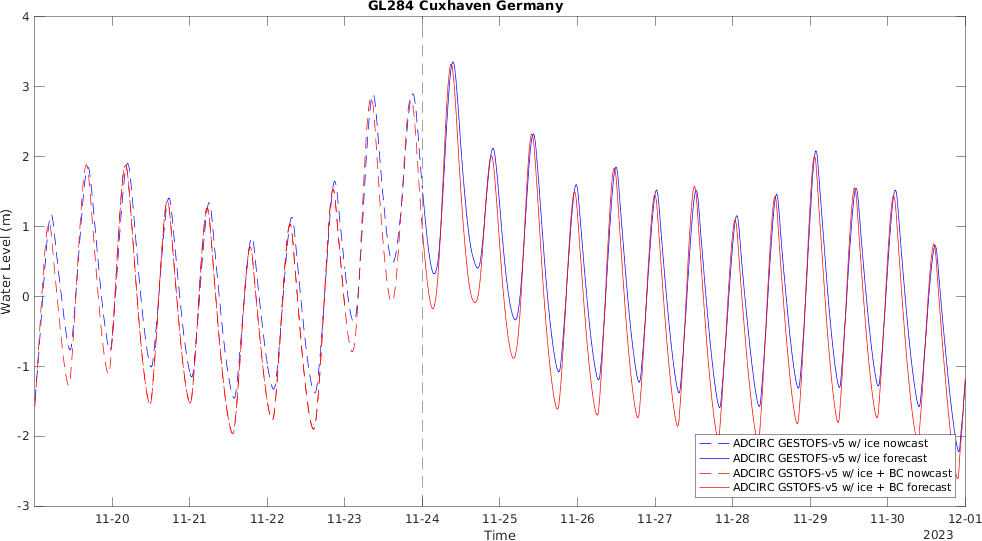 GL284 Cuxhaven Germany
4
3
2
1
0
-1
-2
-3
Water Level (m)
ADCIRC GESTOFS-v5 w/ ice nowcast
ADCIRC GESTOFS-v5 w/ ice forecast
ADCIRC GSTOFS-v5 w/ ice + BC nowcast
ADCIRC GSTOFS-v5 w/ ice + BC forecast
11-20 11-21 11-22 11-23 11-24 11-25 11-26 11-27 11-28 11-29 11-30 12-01
Time
2023